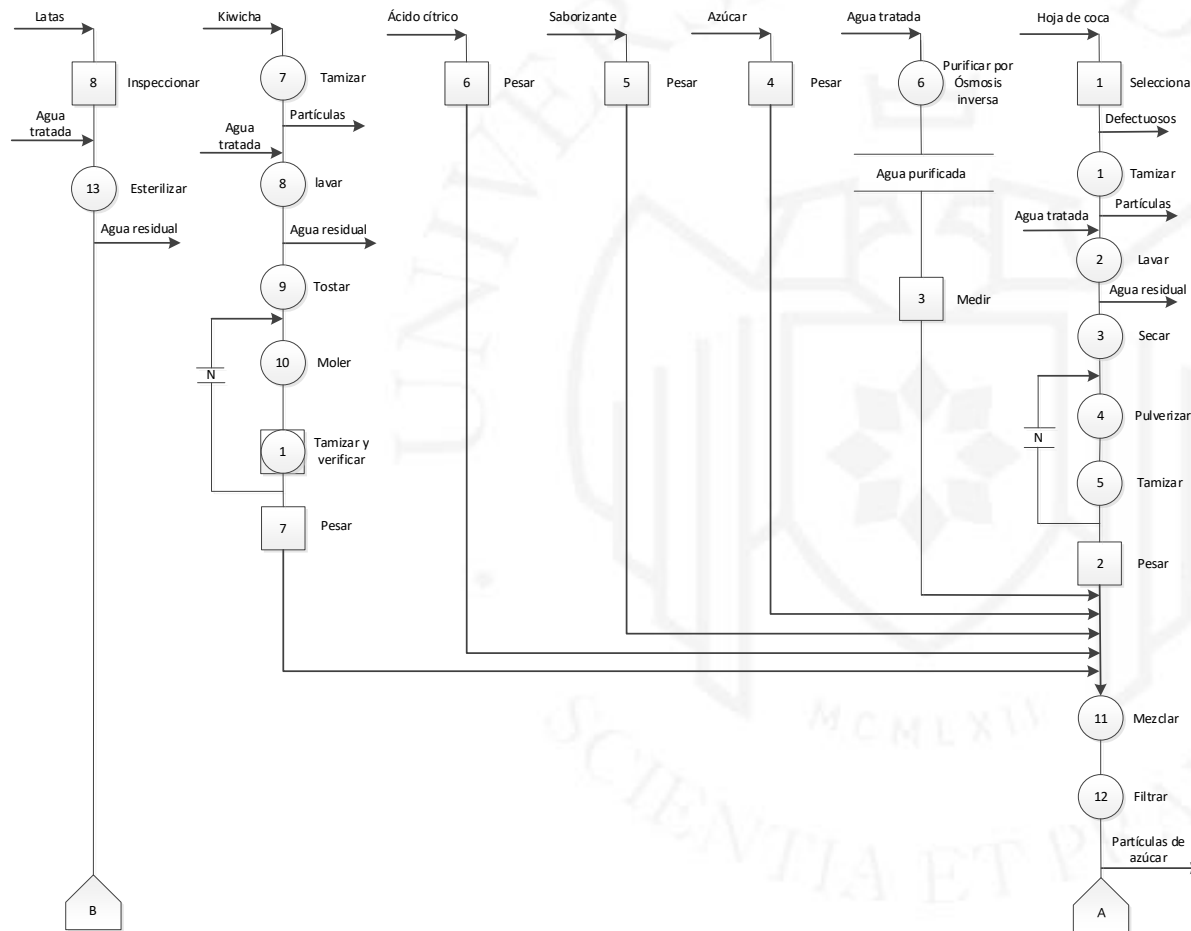 Latas
8
Inspeccionar
Agua
tratada
13
Esterilizar
Agua residual
B
Kiwicha
7
Tamizar
Partículas
Agua
tratada
8
lavar
Agua residual
9
Tostar
10
Moler
N
1
Tamizar y
verificar
7
Pesar
Ácido cítrico
6
Pesar
Saborizante
5
Pesar
Azúcar
4
Pesar
Agua tratada
6
Purificar por
Ósmosis
inversa
Agua purificada
3
Medir
Hoja de coca
1
Selecciona
Defectuosos
1
Tamizar
Partículas
Agua tratada
2
Lavar
Agua residual
3
Secar
4
Pulverizar
N
5
Tamizar
2
Pesar
11
Mezclar
12
Filtrar
Partículas de
azúcar
A
MCMLXII
SCIENTIA ET